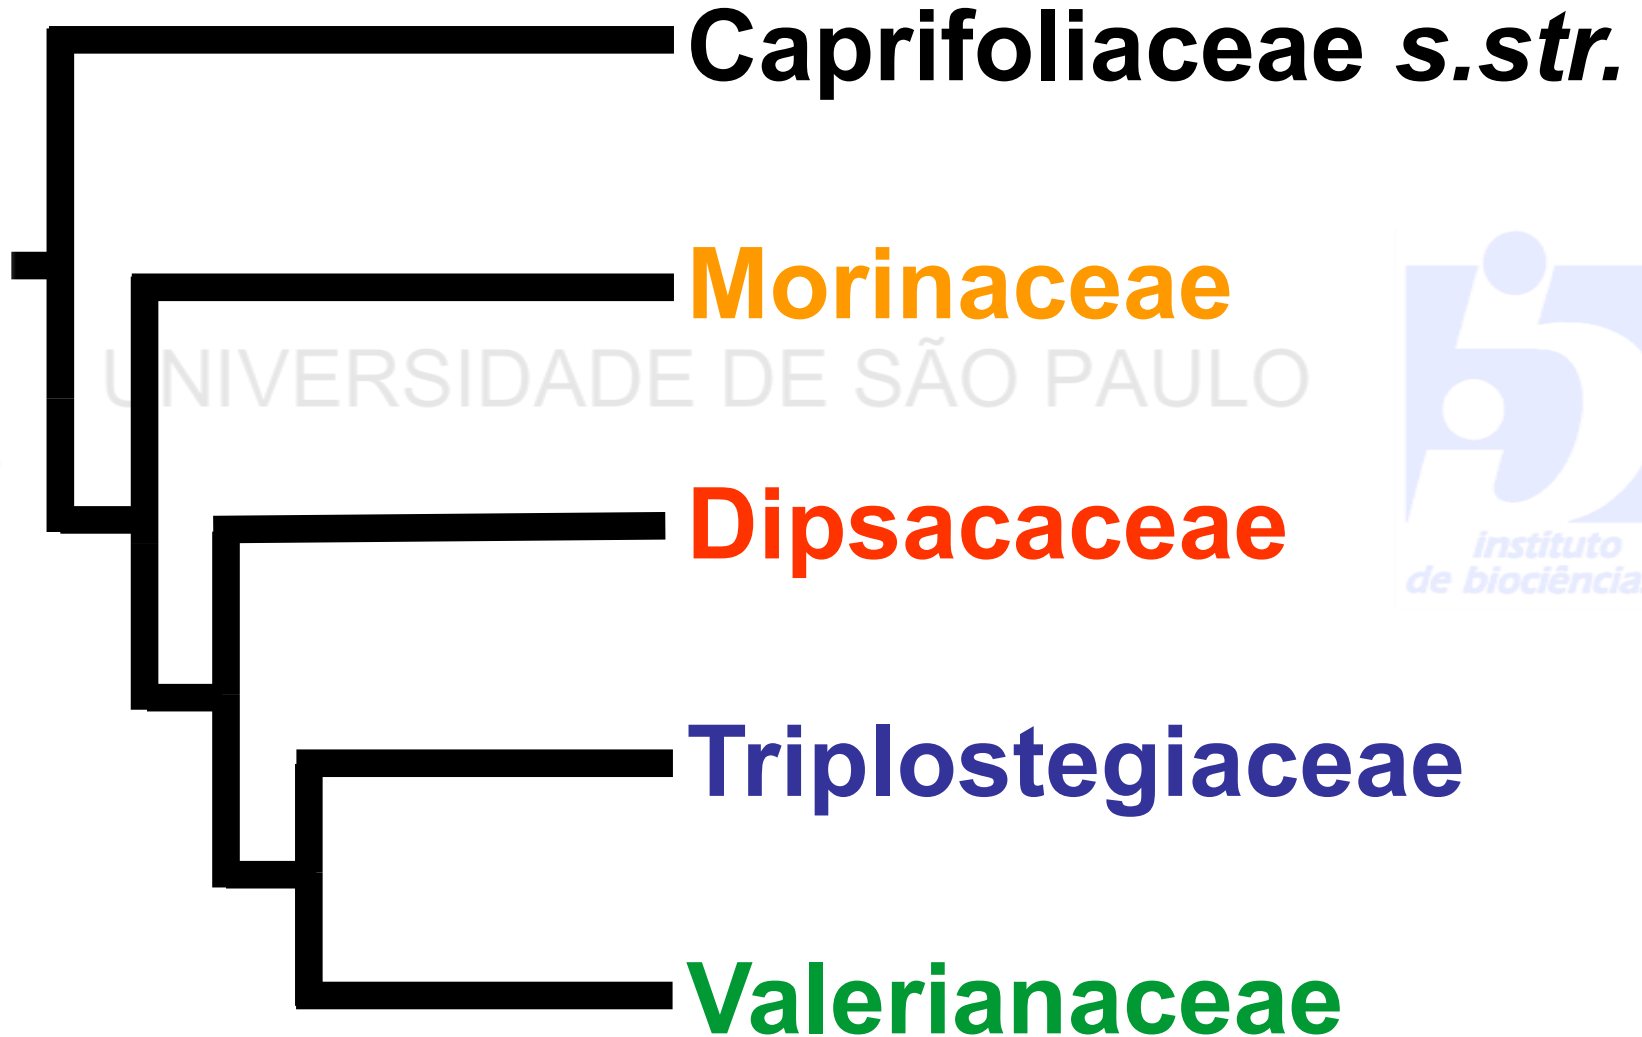 Caprifoliaceae s.str.
Morinaceae
UNIVERSIDADE DE SÃO PAULO
Dipsacaceae
instituto
de biociência
Triplostegiaceae
Valerianaceae